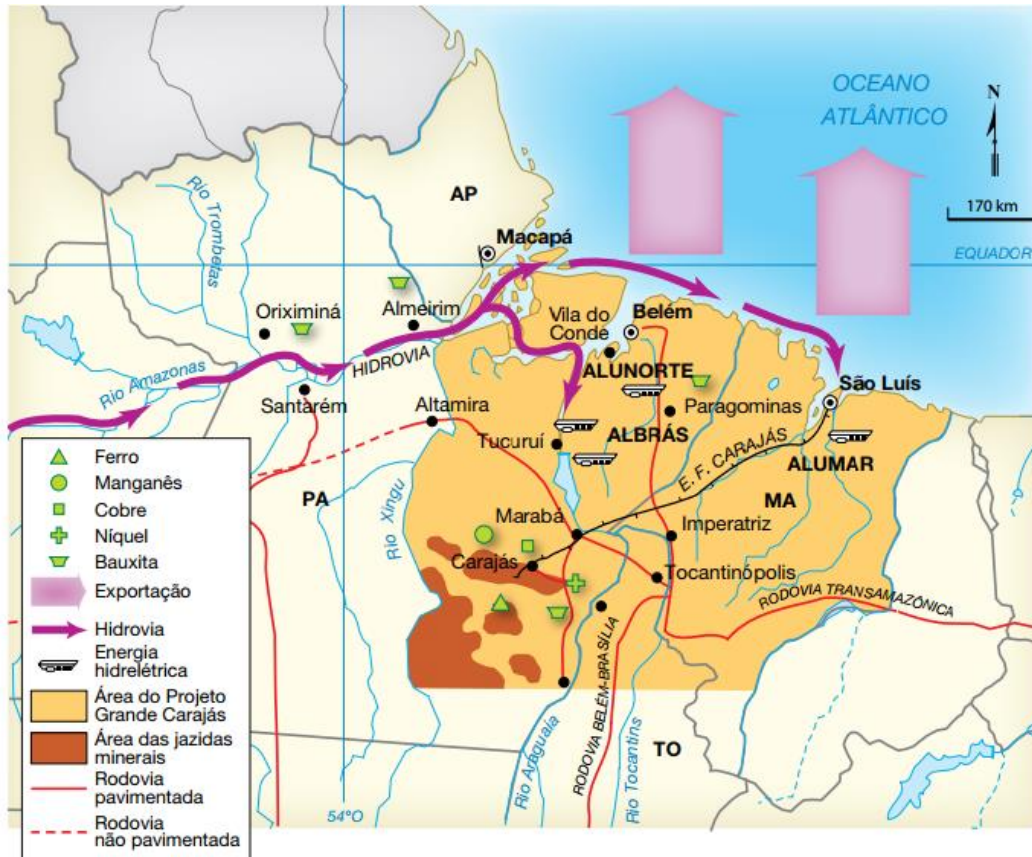 OCEANO
ATLÂNTICO
N
170 km
EQUADOR
Rio Trombetas
AP
Macapá
Oriximiná
Almeirim
Vila do
Conde
Belém
HIDROVIA
Rio Amazonas
ALUNORTE
São Luís
Santarém
Altamira
Paragominas
ALBRÁS
Tucuruí
E. F. CARAJÁS
ALUMAR
PA
MA
Rio Xingu
Marabá
Imperatriz
Carajás
Tocantinópolis
RODOVIA TRANSAMAZÔNICA
RODOVIA BELÉM-BRASÍLIA
Rio Araguaia
Rio Tocantins
TO
54°O
Ferro
Manganês
Cobre
Níquel
Bauxita
Exportação
Hidrovia
Energia
hidrelétrica
Área do Projeto
Grande Carajás
Área das jazidas
minerais
Rodovia
pavimentada
Rodovia
não pavimentada